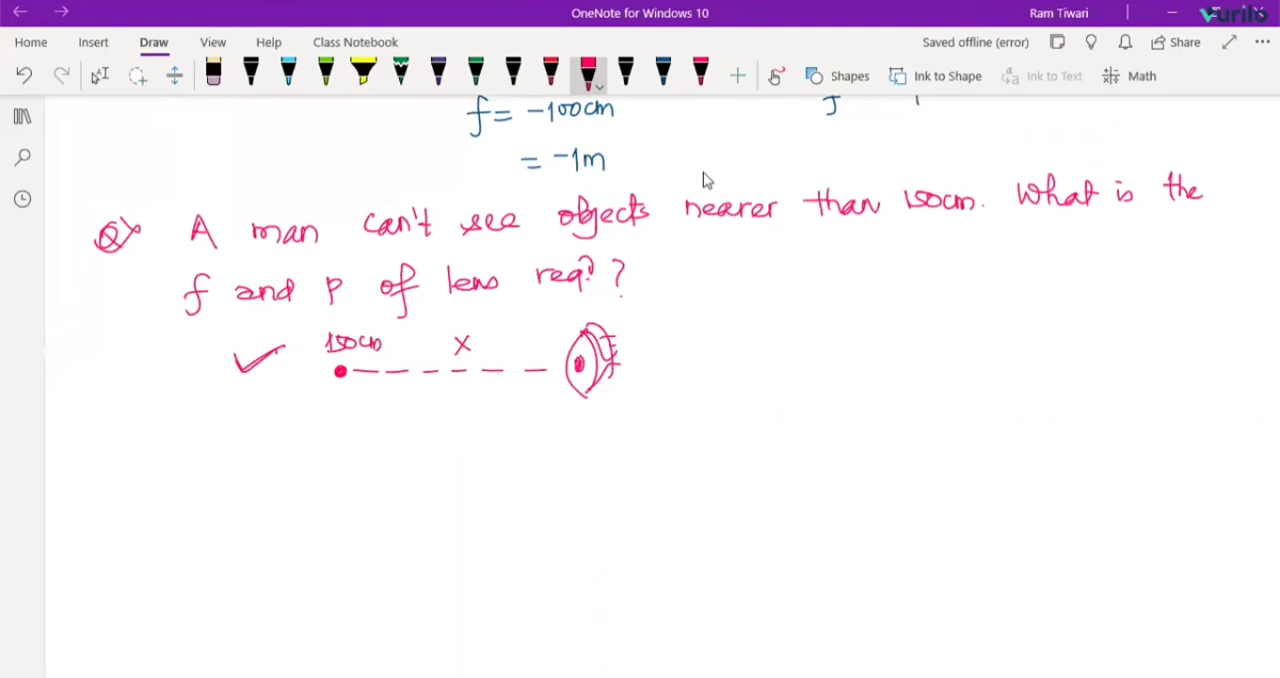 OneNote for Windows 10
Ram Tiwari
Vurilo
Home Insert Draw View Help Class Notebook
Saved offline (error) Share
Shapes Ink to Shape Ink to Text Math
f = -100cm
= -1m
Q) A man can't see objects nearer than 150cm. What is the
f and p of lens reqd ?
150cm X